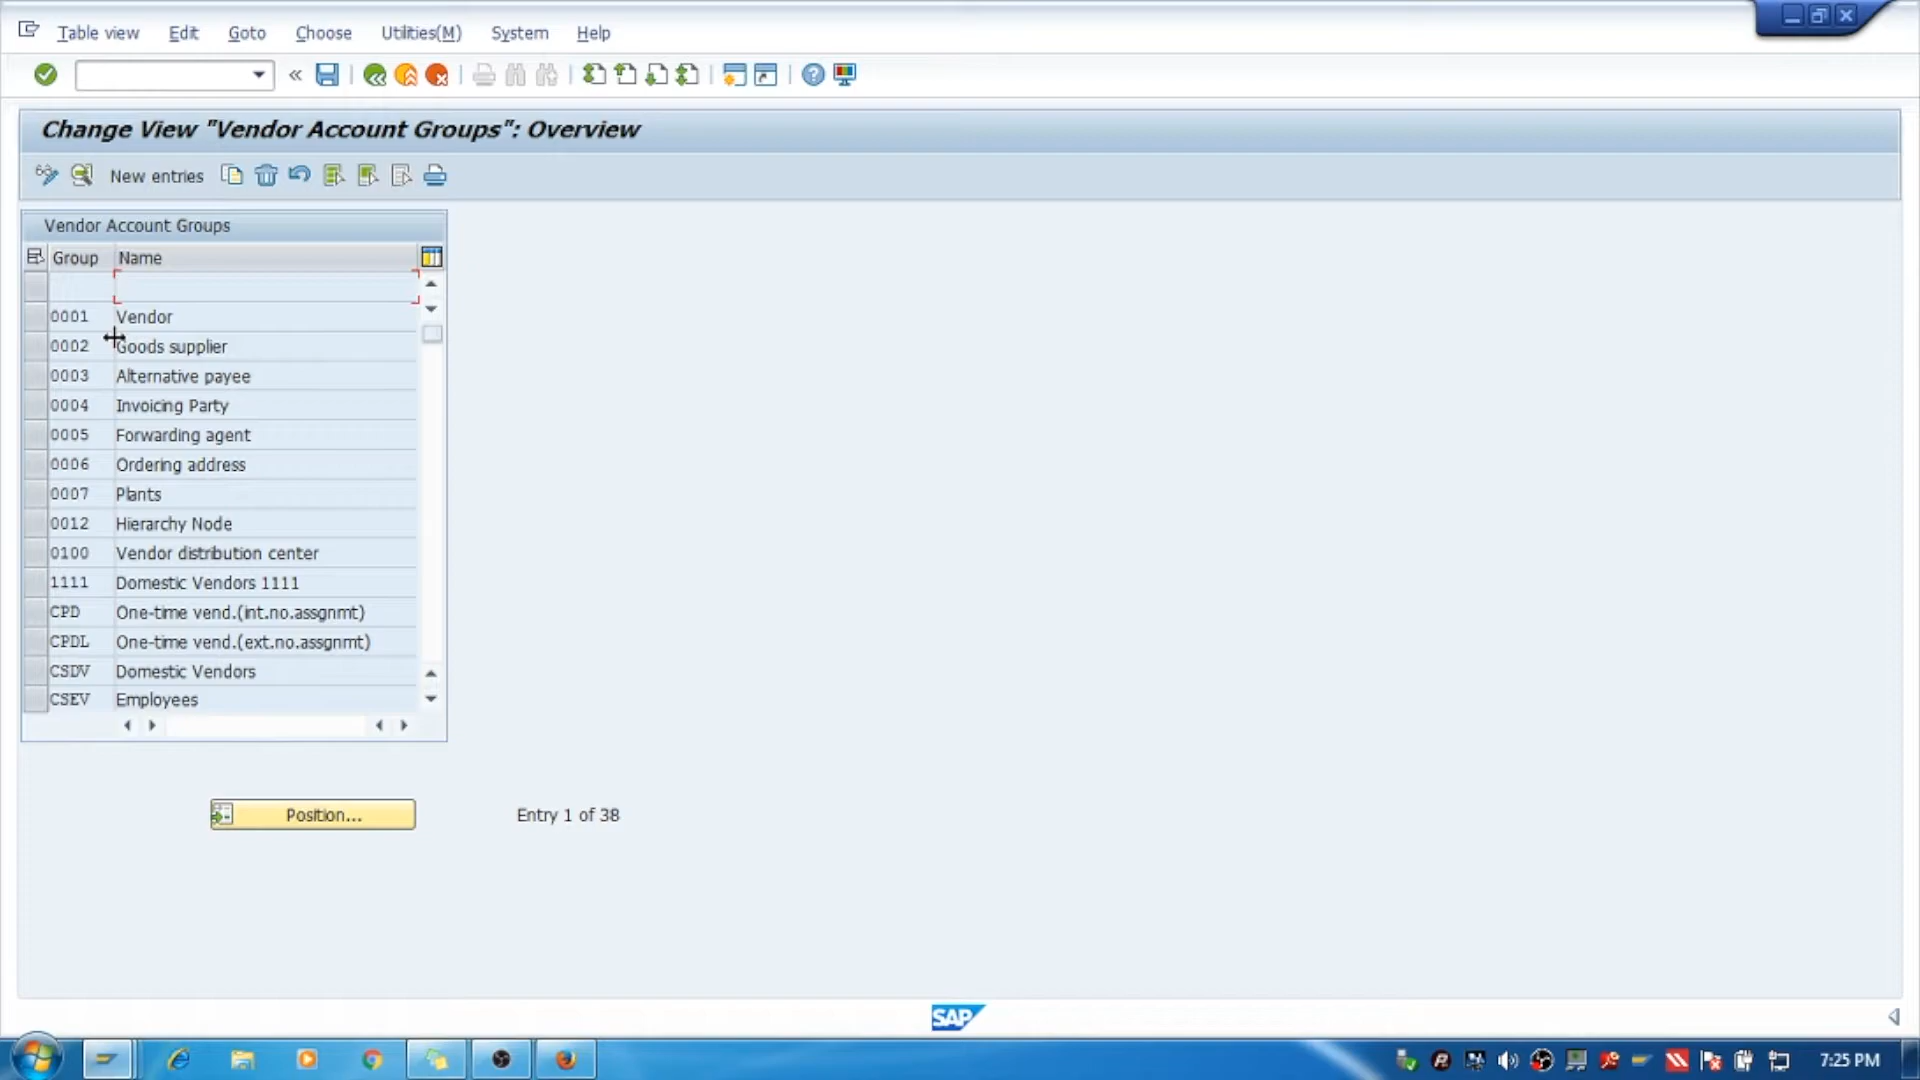 Table view Edit Goto Choose Utilities(M) System Help
Change View "Vendor Account Groups": Overview
New entries
Vendor Account Groups
Group Name
0001 Vendor
0002 Goods supplier
0003 Alternative payee
0004 Invoicing Party
0005 Forwarding agent
0006 Ordering address
0007 Plants
0012 Hierarchy Node
0100 Vendor distribution center
1111 Domestic Vendors 1111
CPD One-time vend.(int.no.assgnmt)
CPDL One-time vend.(ext.no.assgnmt)
CSDV Domestic Vendors
CSEV Employees
Position... Entry 1 of 38
SAP
7:25 PM